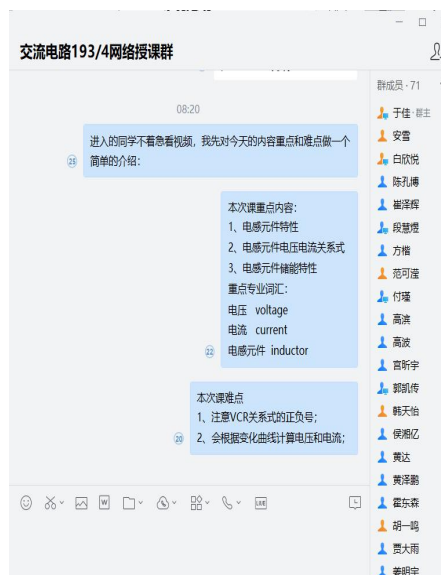 交流电路193/4网络授课群
群成员·71
08:20
进入的同学不着急看视频，我先对今天的内容重点和难点做一个
简单的介绍：
25
本次课重点内容：
1、电感元件特性
2、电感元件电压电流关系式
3、电感元件储能特性
重点专业词汇：
电压 voltage
电流 current
电感元件 inductor
22
本次课难点
1、注意VCR关系式的正负号；
2、会根据变化曲线计算电压和电流；
20
LIVE
于佳·群主
安雪
白欣悦
陈孔博
崔泽辉
段慧煜
方楷
范可滢
付瑾
高滨
高波
宫昕宇
郭凯传
韩天怡
侯湘亿
黄达
黄泽鹏
霍东森
胡一鸣
贾大雨
姜明宇